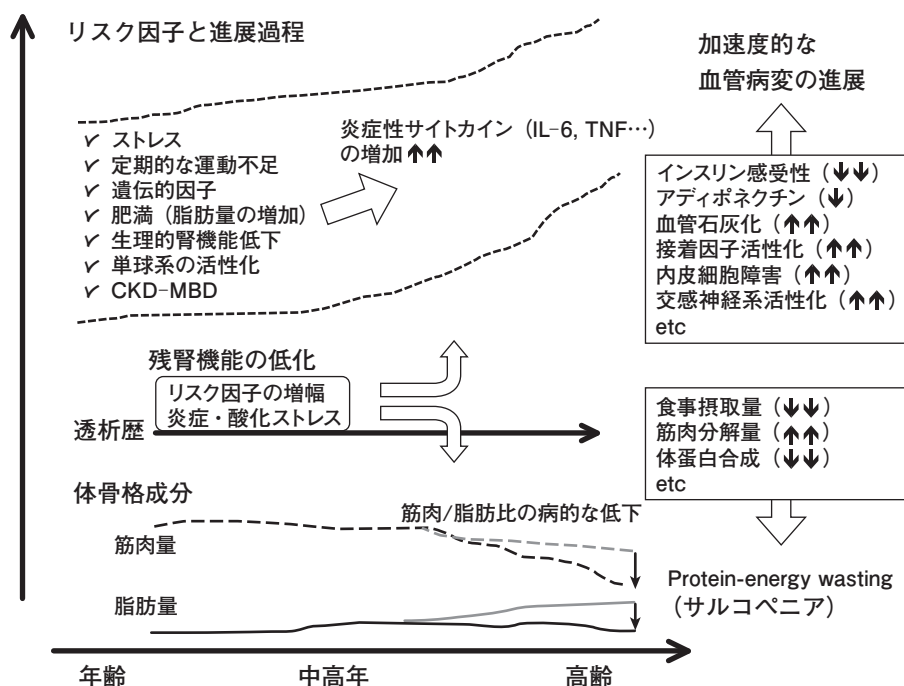 リスク因子と進展過程
加速度的な
血管病変の進展
✓ ストレス
✓ 定期的な運動不足
✓ 遺伝的因子
✓ 肥満（脂肪量の増加）
✓ 生理的腎機能低下
✓ 単球系の活性化
✓ CKD-MBD
炎症性サイトカイン（IL-6, TNF…）
の増加⬆⬆
インスリン感受性（⬇⬇）
アディポネクチン（⬇）
血管石灰化（⬆⬆）
接着因子活性化（⬆⬆）
内皮細胞障害（⬆⬆）
交感神経系活性化（⬆⬆）
etc
残腎機能の低化
リスク因子の増幅
炎症・酸化ストレス
透析歴
食事摂取量（⬇⬇）
筋肉分解量（⬆⬆）
体蛋白合成（⬇⬇）
etc
体骨格成分
筋肉/脂肪比の病的な低下
筋肉量
脂肪量
Protein-energy wasting
（サルコペニア）
年齢
中高年
高齢